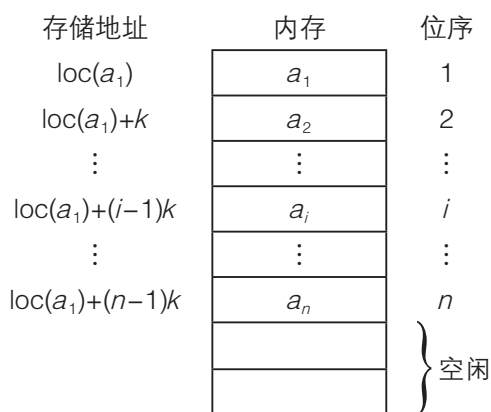 存储地址 内存 位序
loc(a₁) a₁ 1
loc(a₁)+k a₂ 2
⋮ ⋮ ⋮
loc(a₁)+(i−1)k aᵢ i
⋮ ⋮ ⋮
loc(a₁)+(n−1)k aₙ n
空闲